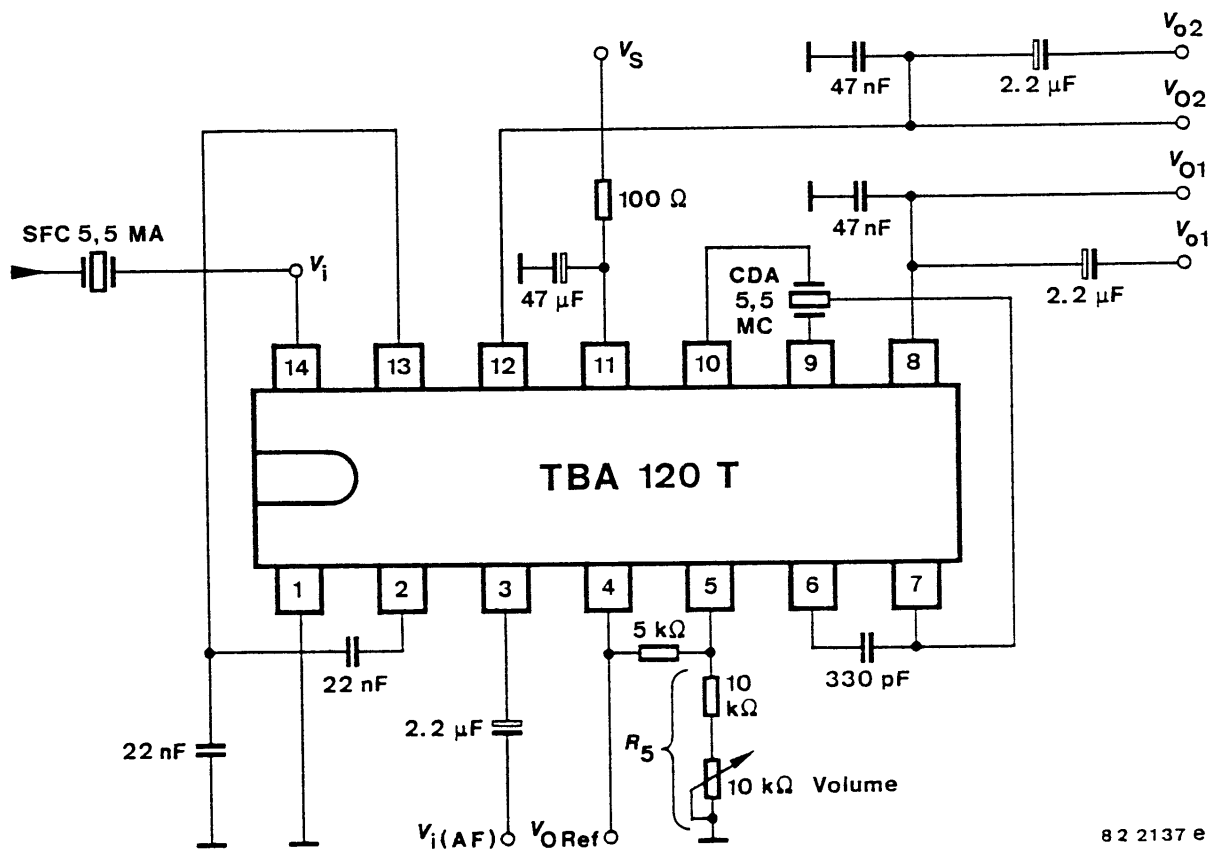 V_o2
47 nF
2.2 µF
V_O2
V_S
V_O1
100 Ω
47 nF
V_o1
SFC 5,5 MA
V_i
47 µF
CDA
5,5
MC
2.2 µF
14 13 12 11 10 9 8
TBA 120 T
1 2 3 4 5 6 7
5 kΩ
22 nF
330 pF
10
kΩ
2.2 µF
22 nF
R_5
10 kΩ Volume
V_i(AF) V_O Ref
82 2137 e